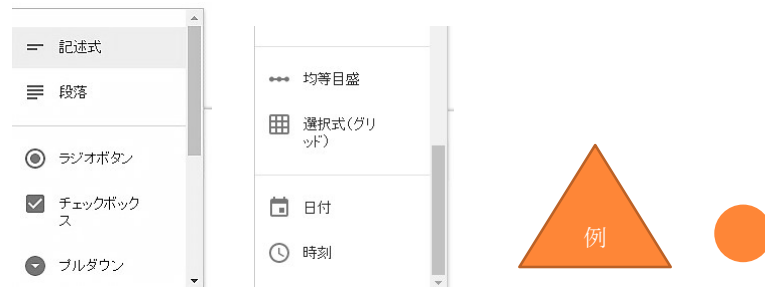 記述式
段落
ラジオボタン
チェックボック
ス
プルダウン
均等目盛
選択式(グリ
ッド)
日付
時刻
例